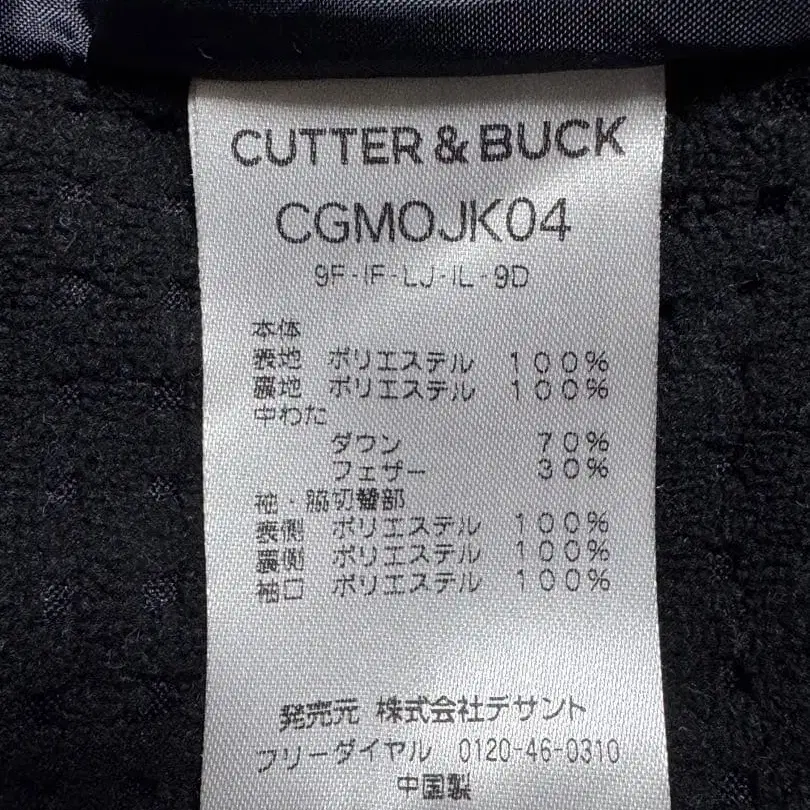 CUTTER & BUCK
CGMOJK04
9F-IF-LJ-IL-9D
本体
表地 ポリエステル 100%
裏地 ポリエステル 100%
中わた
ダウン 70%
フェザー 30%
袖・脇切替部
表側 ポリエステル 100%
裏側 ポリエステル 100%
袖口 ポリエステル 100%
発売元 株式会社デサント
フリーダイヤル 0120-46-0310
中国製